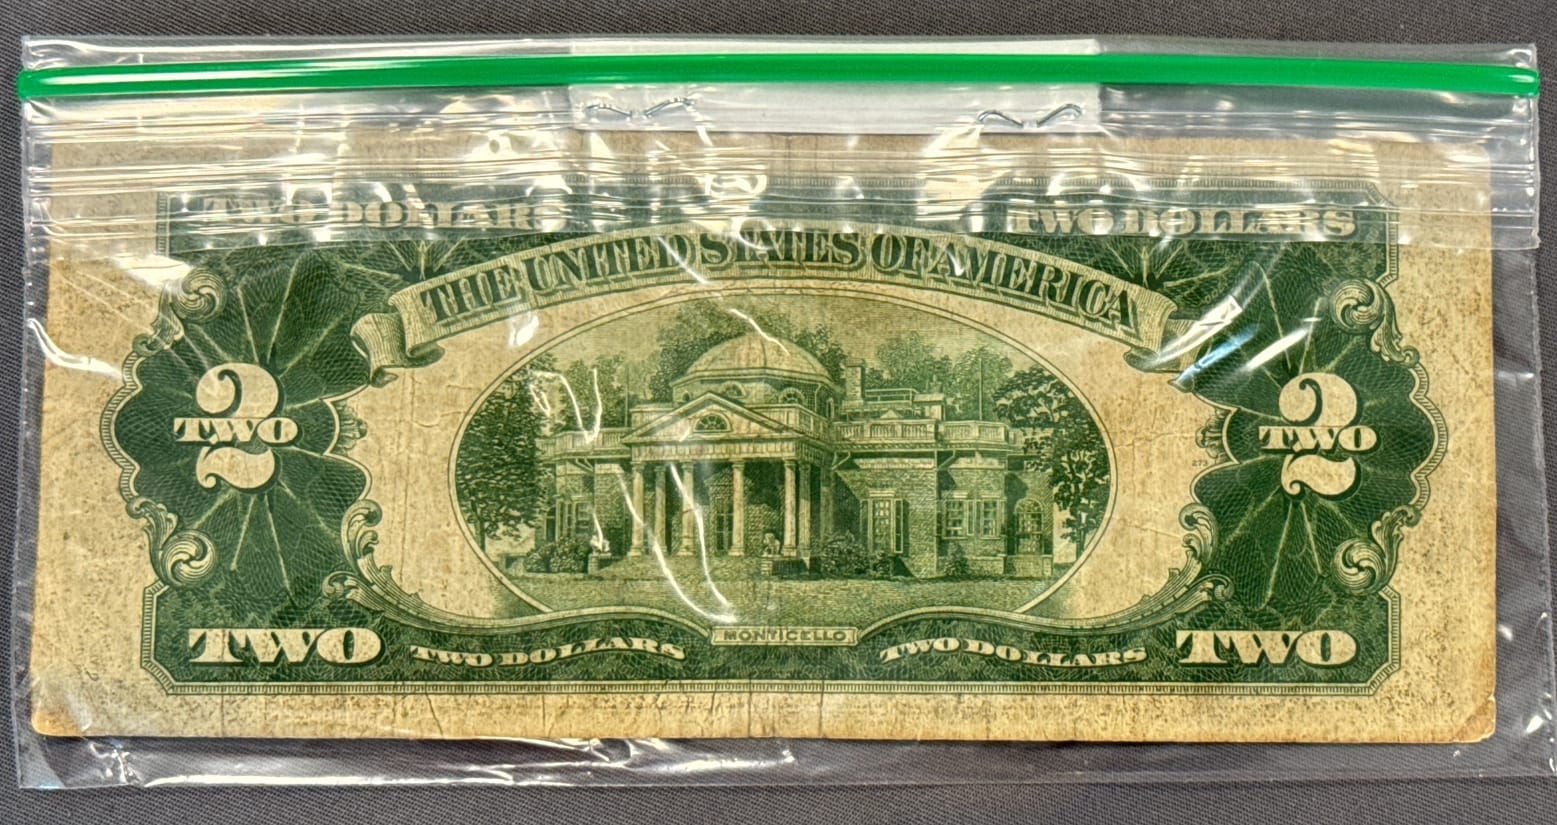 TWO DOLLARS TWO DOLLARS
THE UNITED STATES OF AMERICA
2 TWO 2 TWO
MONTICELLO
TWO TWO DOLLARS TWO DOLLARS TWO